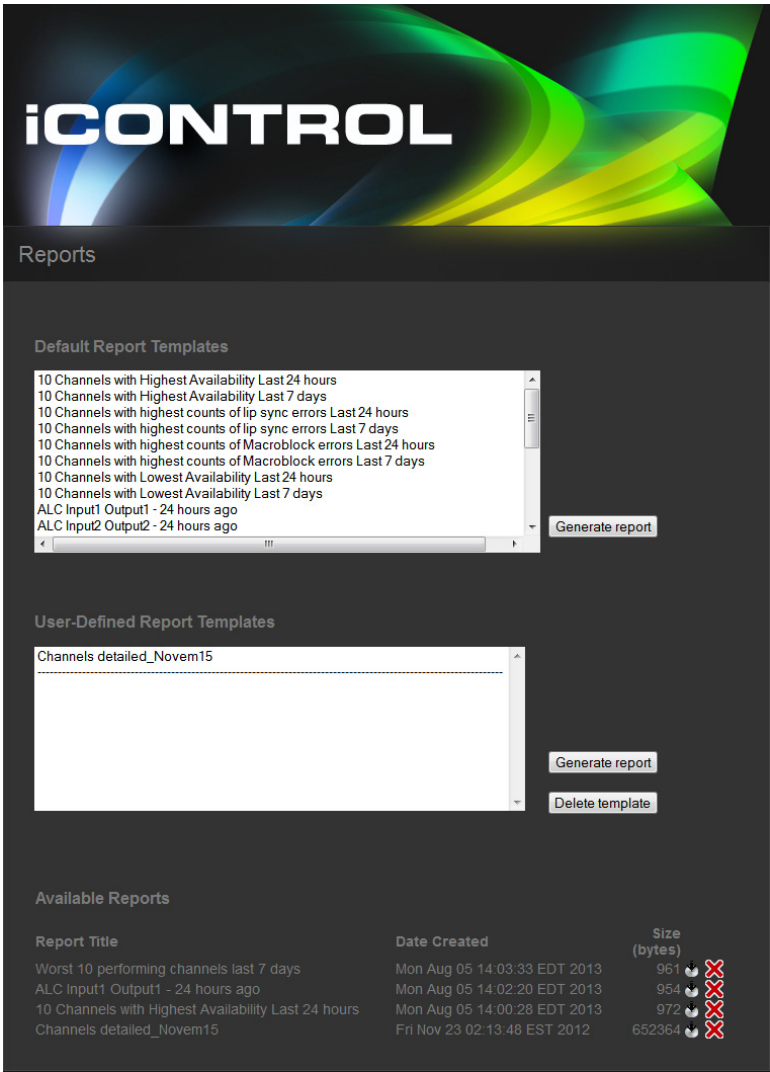 iCONTROL
Reports
Default Report Templates
10 Channels with Highest Availability Last 24 hours
10 Channels with Highest Availability Last 7 days
10 Channels with highest counts of lip sync errors Last 24 hours
10 Channels with highest counts of lip sync errors Last 7 days
10 Channels with highest counts of Macroblock errors Last 24 hours
10 Channels with highest counts of Macroblock errors Last 7 days
10 Channels with Lowest Availability Last 24 hours
10 Channels with Lowest Availability Last 7 days
ALC Input1 Output1 - 24 hours ago
ALC Input2 Output2 - 24 hours ago
Generate report
User-Defined Report Templates
Channels detailed_Novem15
Generate report
Delete template
Available Reports
Report Title Date Created Size (bytes)
Worst 10 performing channels last 7 days Mon Aug 05 14:03:33 EDT 2013 961
ALC Input1 Output1 - 24 hours ago Mon Aug 05 14:02:20 EDT 2013 954
10 Channels with Highest Availability Last 24 hours Mon Aug 05 14:00:28 EDT 2013 972
Channels detailed_Novem15 Fri Nov 23 02:13:48 EST 2012 652364